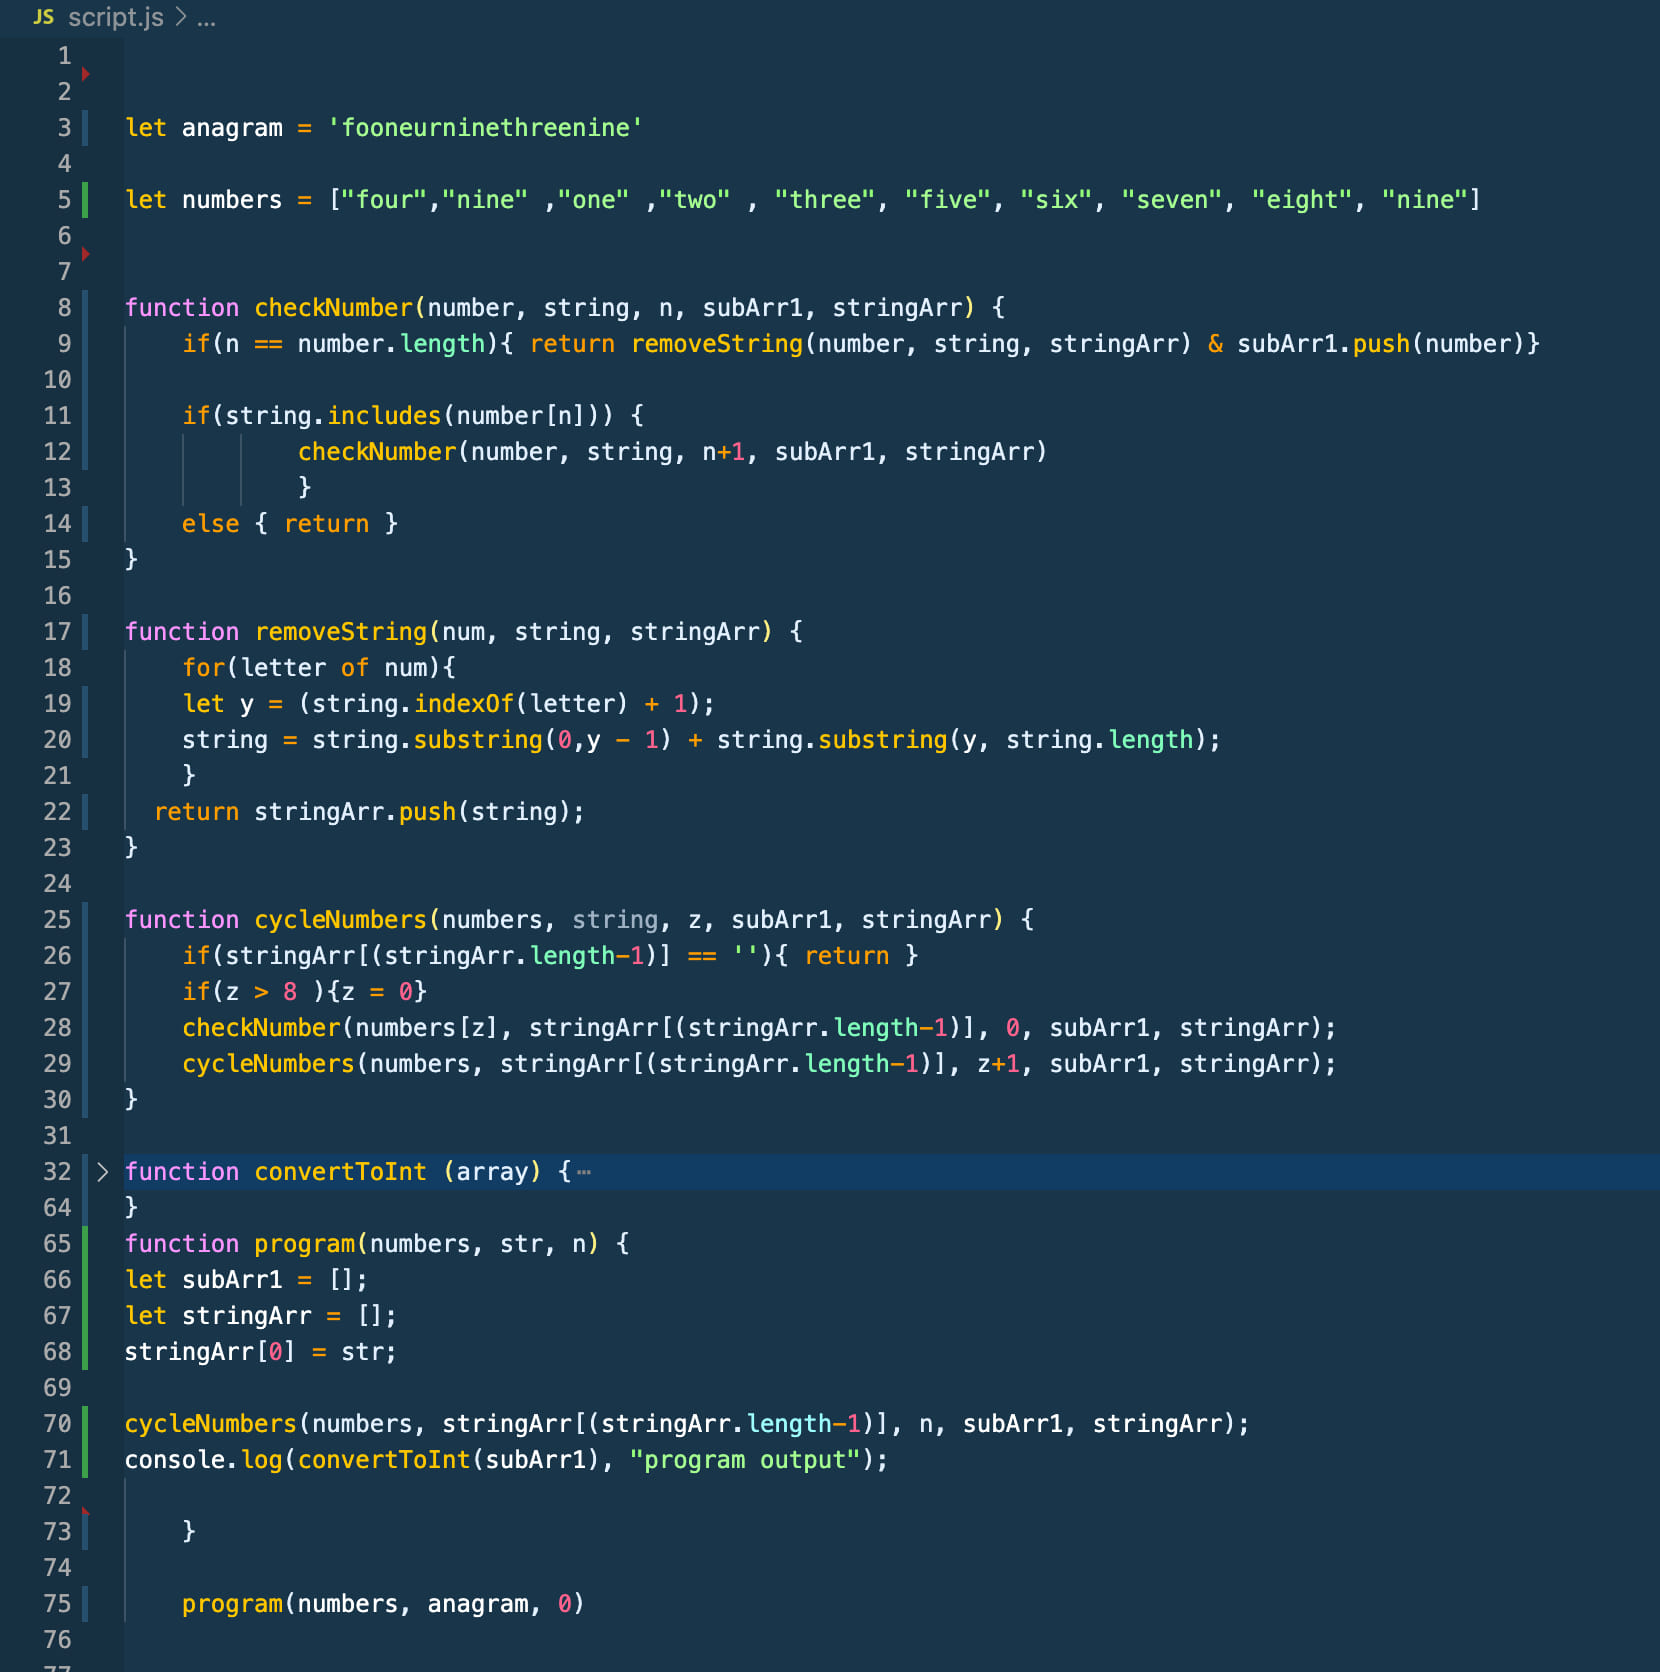 JS script.js > ...
1
2
3 let anagram = 'fooneurninethreenine'
4
5 let numbers = ["four","nine" ,"one" ,"two" , "three", "five", "six", "seven", "eight", "nine"]
6
7
8 function checkNumber(number, string, n, subArr1, stringArr) {
9     if(n == number.length){ return removeString(number, string, stringArr) & subArr1.push(number)}
10
11     if(string.includes(number[n])) {
12             checkNumber(number, string, n+1, subArr1, stringArr)
13             }
14     else { return }
15 }
16
17 function removeString(num, string, stringArr) {
18     for(letter of num){
19     let y = (string.indexOf(letter) + 1);
20     string = string.substring(0,y - 1) + string.substring(y, string.length);
21     }
22   return stringArr.push(string);
23 }
24
25 function cycleNumbers(numbers, string, z, subArr1, stringArr) {
26     if(stringArr[(stringArr.length-1)] == ''){ return }
27     if(z > 8 ){z = 0}
28     checkNumber(numbers[z], stringArr[(stringArr.length-1)], 0, subArr1, stringArr);
29     cycleNumbers(numbers, stringArr[(stringArr.length-1)], z+1, subArr1, stringArr);
30 }
31
32 > function convertToInt (array) {⋯
64 }
65 function program(numbers, str, n) {
66 let subArr1 = [];
67 let stringArr = [];
68 stringArr[0] = str;
69
70 cycleNumbers(numbers, stringArr[(stringArr.length-1)], n, subArr1, stringArr);
71 console.log(convertToInt(subArr1), "program output");
72
73     }
74
75     program(numbers, anagram, 0)
76
77